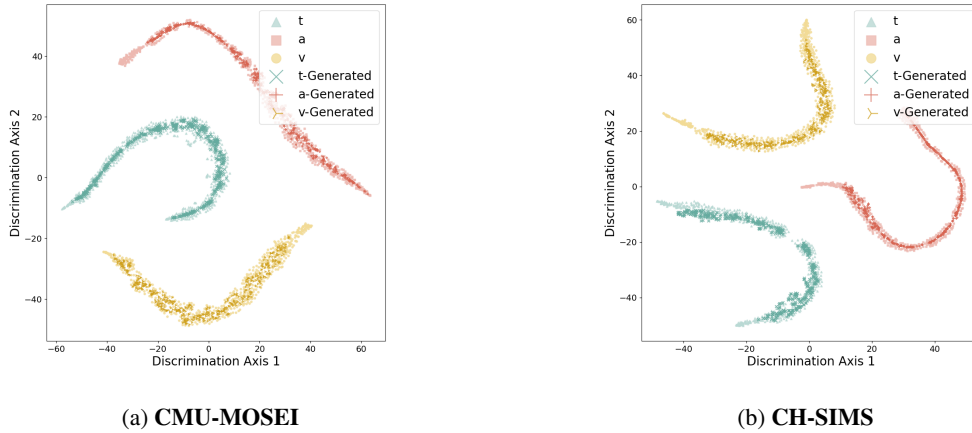 t
a
v
t-Generated
a-Generated
v-Generated
40
20
0
−20
−40
Discrimination Axis 2
−60
−40
−20
0
20
40
60
Discrimination Axis 1
(a) CMU-MOSEI
t
a
v
t-Generated
a-Generated
v-Generated
60
40
20
0
−20
−40
Discrimination Axis 2
−40
−20
0
20
40
Discrimination Axis 1
(b) CH-SIMS